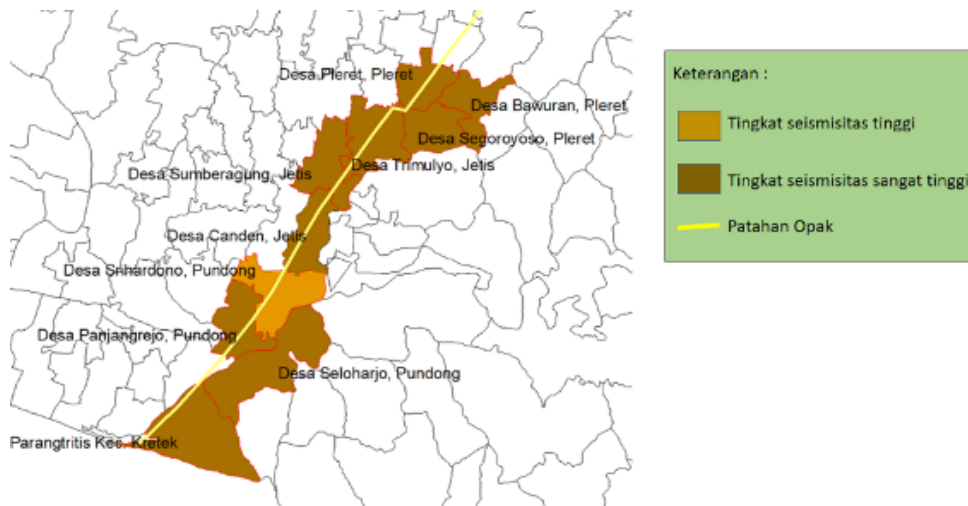 Desa Pleret, Pleret
Desa Bawuran, Pleret
Desa Segoroyoso, Pleret
Desa Trimulyo, Jetis
Desa Sumberagung, Jetis
Desa Canden, Jetis
Desa Srihardono, Pundong
Desa Panjangrejo, Pundong
Desa Seloharjo, Pundong
Parangtritis Kec. Kretek
Keterangan :
Tingkat seismisitas tinggi
Tingkat seismisitas sangat tinggi
Patahan Opak